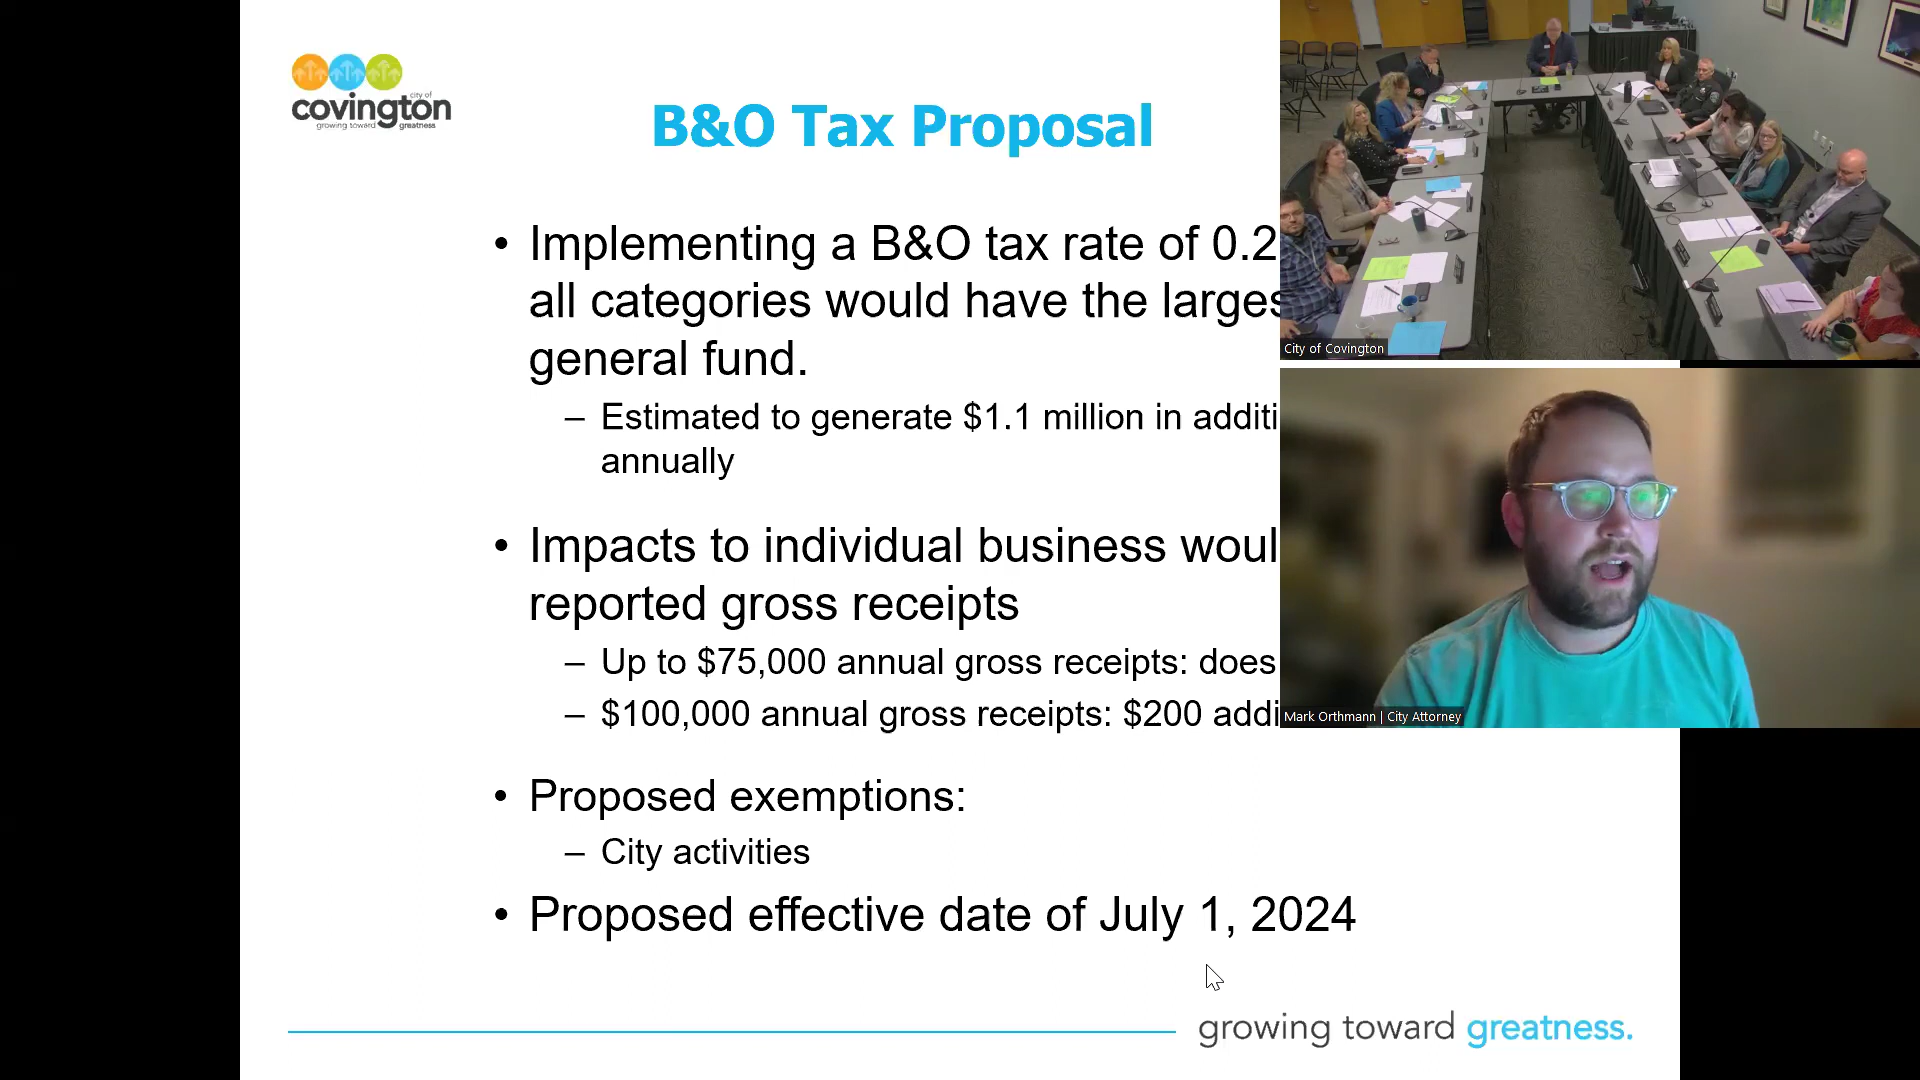 city of
covington
growing toward greatness
B&O Tax Proposal
• Implementing a B&O tax rate of 0.2
all categories would have the larges
general fund.
– Estimated to generate $1.1 million in additi
annually
• Impacts to individual business woul
reported gross receipts
– Up to $75,000 annual gross receipts: does
– $100,000 annual gross receipts: $200 addi
• Proposed exemptions:
– City activities
• Proposed effective date of July 1, 2024
growing toward greatness.
City of Covington
Mark Orthmann | City Attorney